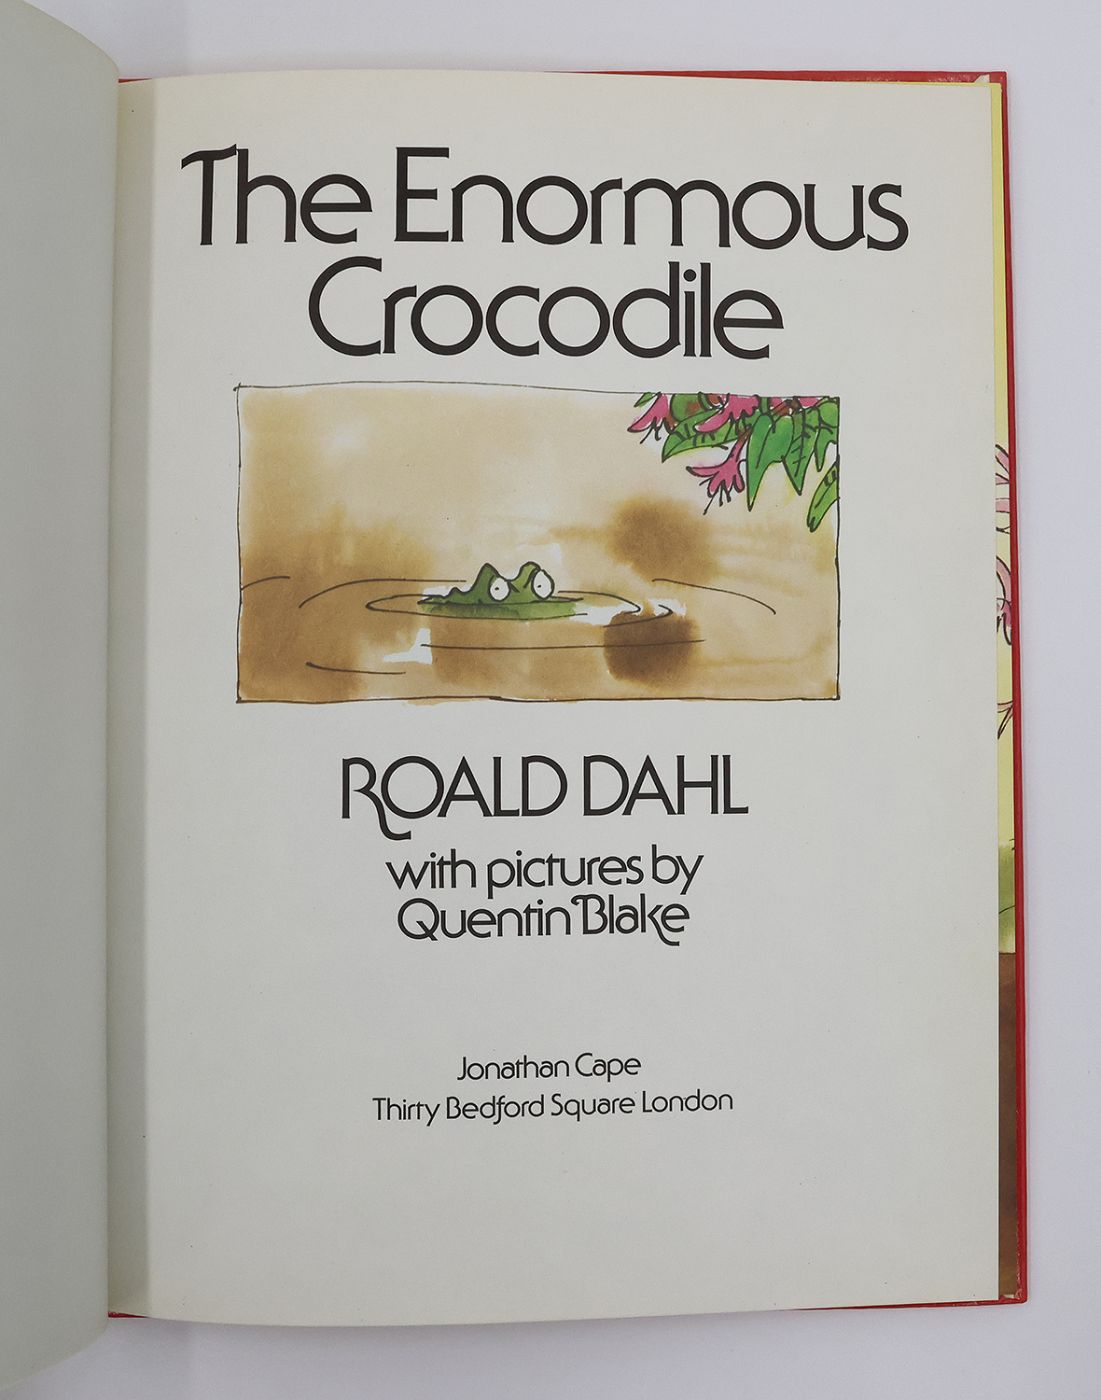 The Enormous
Crocodile
ROALD DAHL
with pictures by
Quentin Blake
Jonathan Cape
Thirty Bedford Square London